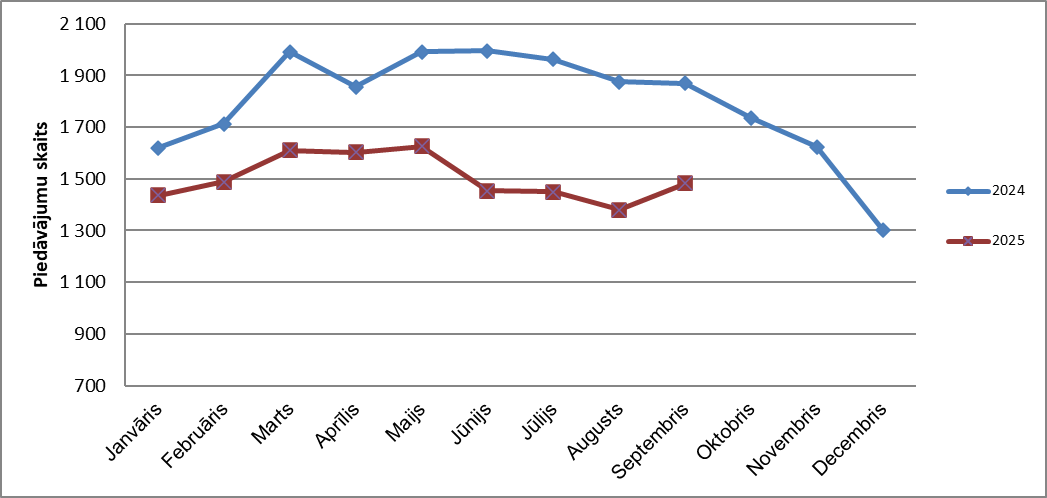 Piedāvājumu skaits
2 100
1 900
1 700
1 500
1 300
1 100
900
700
Janvāris
Februāris
Marts
Aprīlis
Maijs
Jūnijs
Jūlijs
Augusts
Septembris
Oktobris
Novembris
Decembris
2024
2025